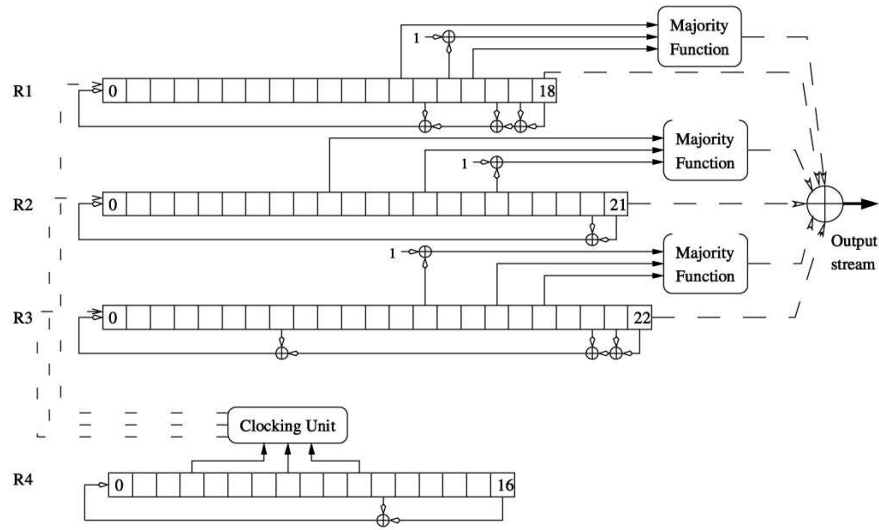 1
Majority
Function
R1
0
18
Majority
1
Function
R2
0
21
Output
stream
1
Majority
Function
R3
0
22
Clocking Unit
R4
0
16